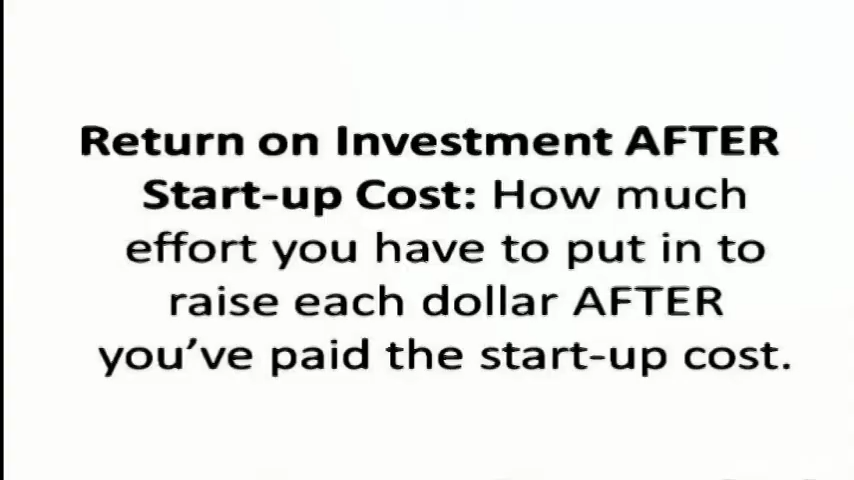 Return on Investment AFTER
Start-up Cost: How much
effort you have to put in to
raise each dollar AFTER
you’ve paid the start-up cost.